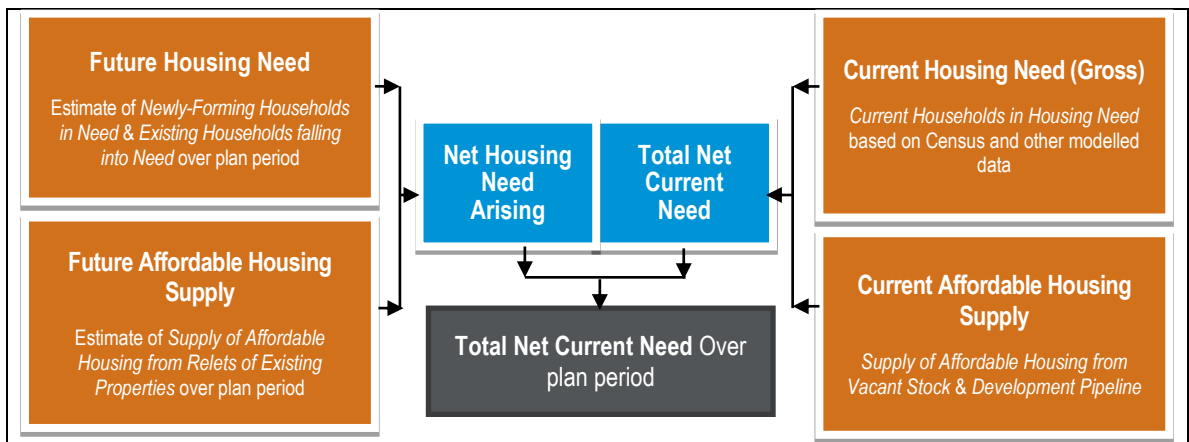 Future Housing Need
Estimate of Newly-Forming Households
in Need & Existing Households falling
into Need over plan period
Future Affordable Housing
Supply
Estimate of Supply of Affordable
Housing from Relets of Existing
Properties over plan period
Net Housing
Need
Arising
Total Net
Current
Need
Total Net Current Need Over
plan period
Current Housing Need (Gross)
Current Households in Housing Need
based on Census and other modelled
data
Current Affordable Housing
Supply
Supply of Affordable Housing from
Vacant Stock & Development Pipeline